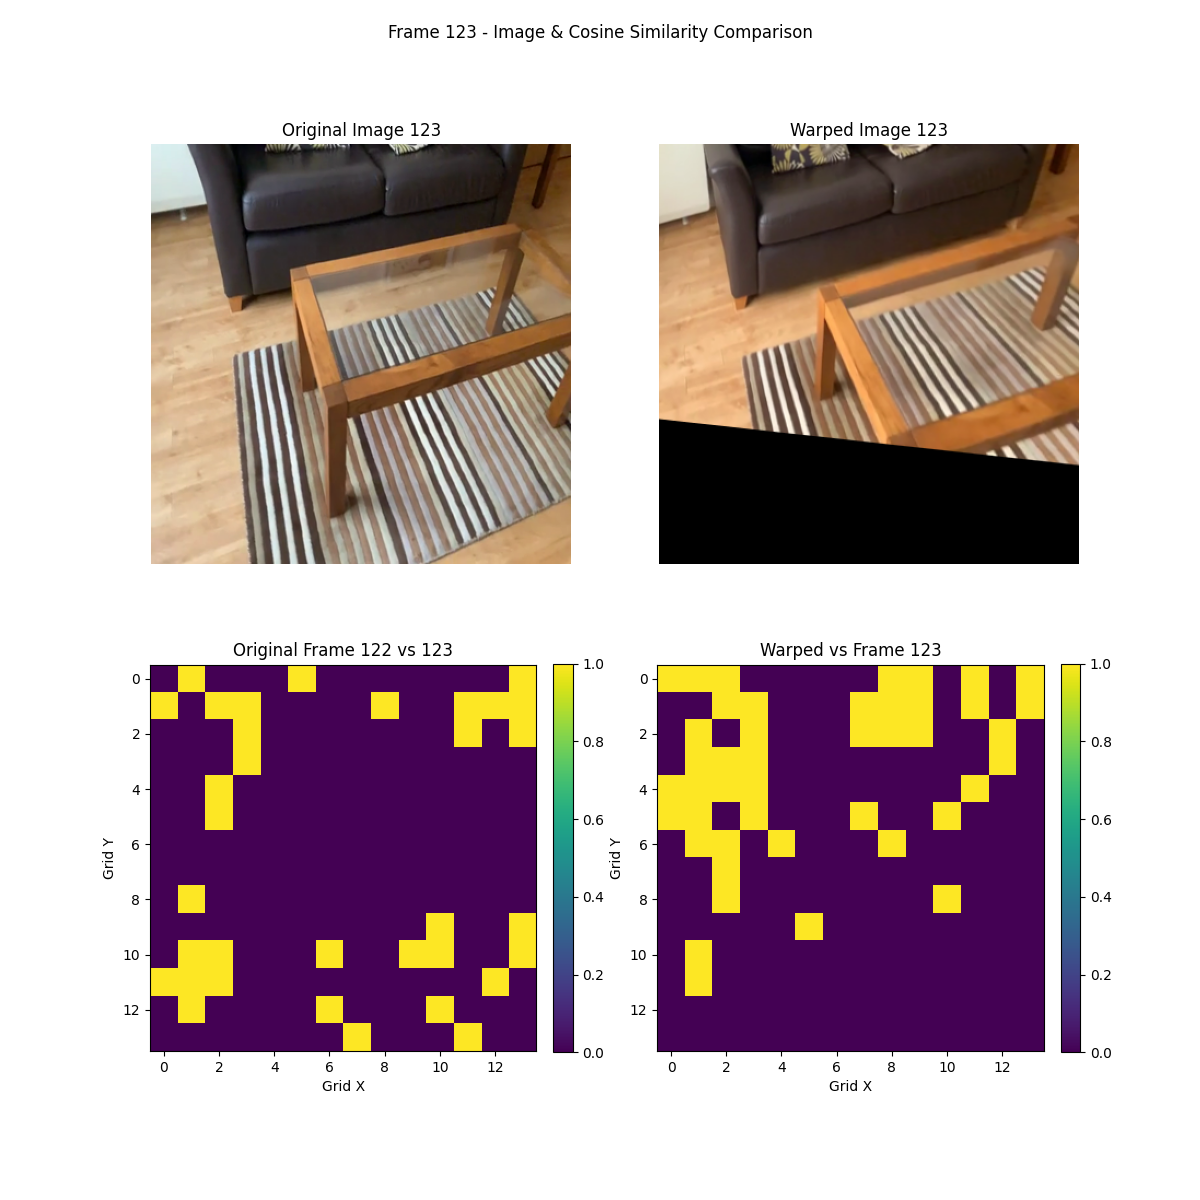 Frame 123 - Image & Cosine Similarity Comparison
Original Image 123
Warped Image 123
Original Frame 122 vs 123
Warped vs Frame 123
0
2
4
6
8
10
12
Grid Y
0 2 4 6 8 10 12
Grid X
1.0
0.8
0.6
0.4
0.2
0.0
0
2
4
6
8
10
12
Grid Y
0 2 4 6 8 10 12
Grid X
1.0
0.8
0.6
0.4
0.2
0.0